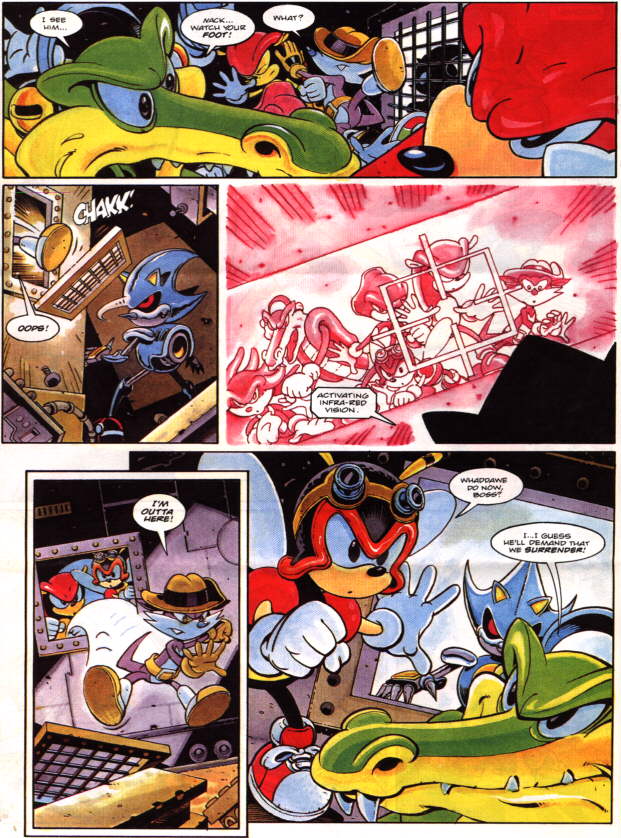 I SEE
HIM...
NACK...
WATCH YOUR
FOOT!
WHAT?
CHAKK!
OOPS!
ACTIVATING
INFRA-RED
VISION.
I'M
OUTTA
HERE!
WHADDAWE
DO NOW,
BOSS?
I...I GUESS
HE'LL DEMAND THAT
WE SURRENDER!